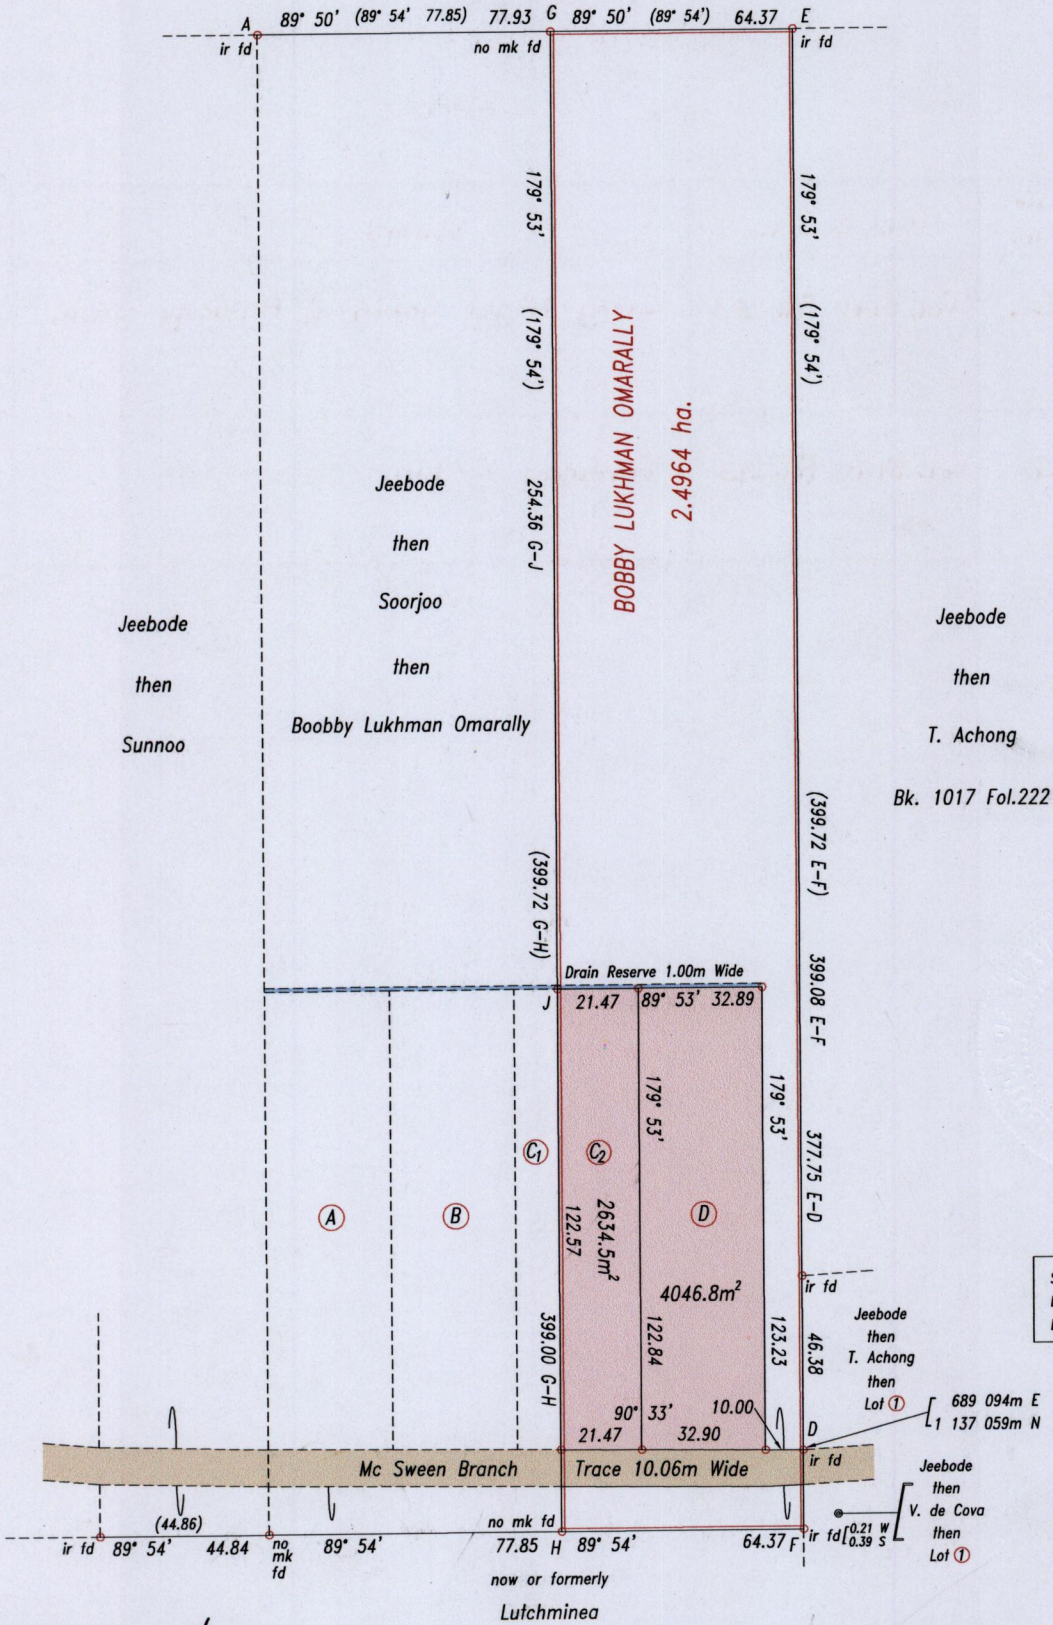 A 89° 50' (89° 54' 77.85) 77.93 G 89° 50' (89° 54') 64.37 E
ir fd
no mk fd
ir fd
179° 53'
(179° 54')
254.36 G-J
(399.72 G-H)
BOBBY LUKHMAN OMARALLY
2.4964 ha.
179° 53'
(179° 54')
(399.72 E-F)
399.08 E-F
377.75 E-D
Jeebode
then
Sunnoo
Jeebode
then
Soorjoo
then
Boobby Lukhman Omarally
Jeebode
then
T. Achong
Bk. 1017 Fol.222
Drain Reserve 1.00m Wide
J 21.47 89° 53' 32.89
179° 53'
179° 53'
C1
C2
A
B
D
122.57
2634.5m²
4046.8m²
399.00 G-H
122.84
123.23
46.38
ir fd
Jeebode
then
T. Achong
then
Lot 1
90° 33' 10.00
21.47 32.90
D
689 094m E
1 137 059m N
ir fd
Mc Sween Branch Trace 10.06m Wide
Jeebode
then
V. de Cova
then
Lot 1
(44.86)
no mk fd
ir fd 89° 54' 44.84
no
mk
fd
89° 54' 77.85 H 89° 54' 64.37 F
ir fd
0.21 W
0.39 S
now or formerly
Lutchminea